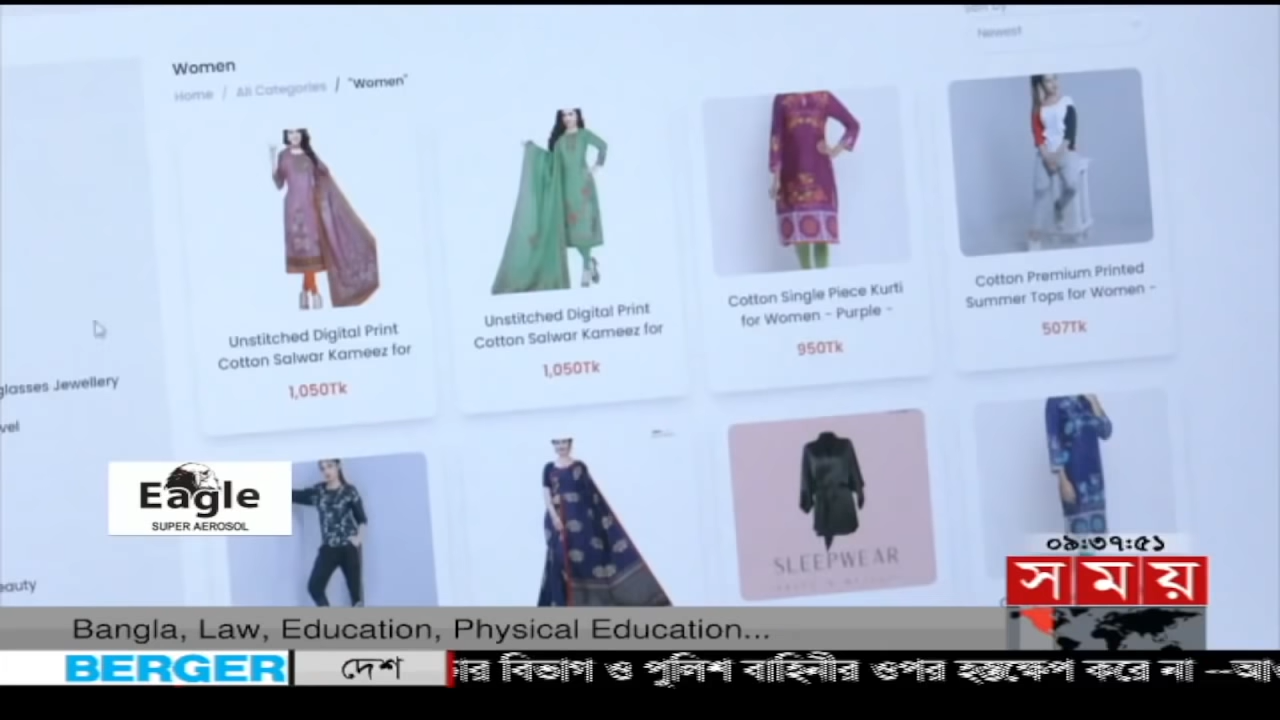 Newest
Women
Home / All Categories / "Women"
Unstitched Digital Print
Cotton Salwar Kameez for
1,050Tk
Unstitched Digital Print
Cotton Salwar Kameez for
1,050Tk
Cotton Single Piece Kurti
for Women - Purple -
950Tk
Cotton Premium Printed
Summer Tops for Women -
507Tk
glasses Jewellery
vel
eauty
SLEEPWEAR
Eagle
SUPER AEROSOL
০৯:৩৭:৫১
সময়
Bangla, Law, Education, Physical Education...
BERGER
দেশ
বিভাগ ও পুলিশ বাহিনীর ওপর হস্তক্ষেপ করে না --আও